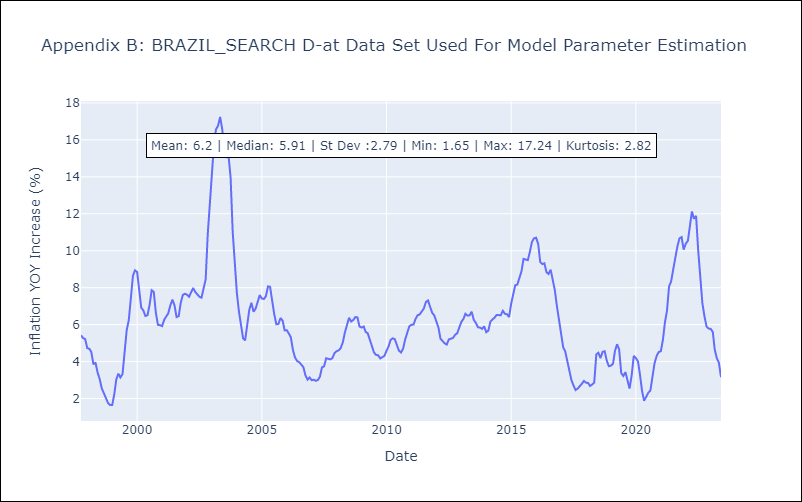 Appendix B: BRAZIL_SEARCH D-at Data Set Used For Model Parameter Estimation
18
16
Mean: 6.2 | Median: 5.91 | St Dev :2.79 | Min: 1.65 | Max: 17.24 | Kurtosis: 2.82
14
12
10
8
6
4
2
Inflation YOY Increase (%)
2000 2005 2010 2015 2020
Date